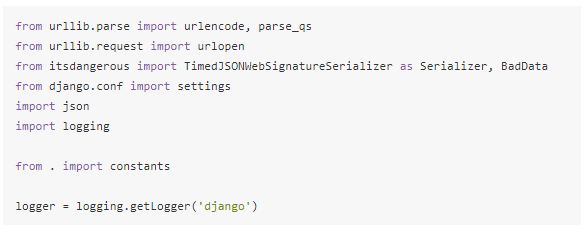 from urllib.parse import urlencode, parse_qs
from urllib.request import urlopen
from itsdangerous import TimedJSONWebSignatureSerializer as Serializer, BadData
from django.conf import settings
import json
import logging
from . import constants
logger = logging.getLogger('django')